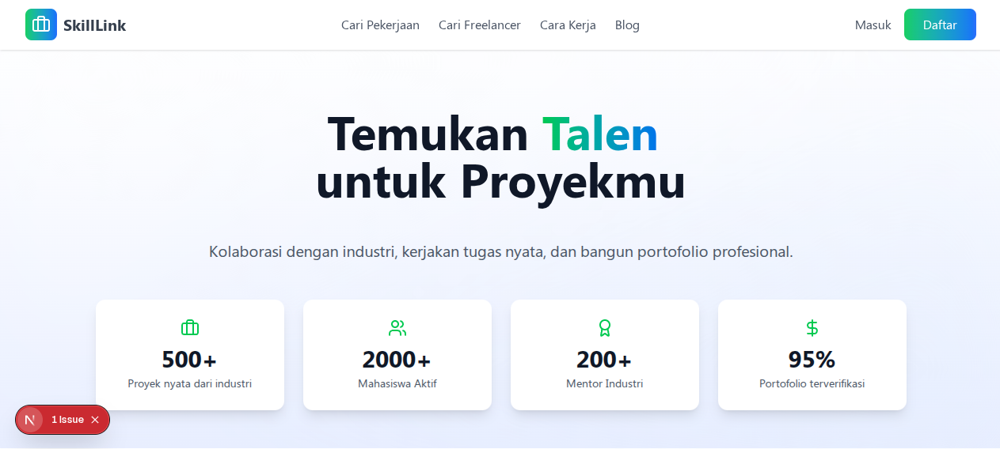 SkillLink
Cari Pekerjaan
Cari Freelancer
Cara Kerja
Blog
Masuk
Daftar
Temukan Talen
untuk Proyekmu
Kolaborasi dengan industri, kerjakan tugas nyata, dan bangun portofolio profesional.
500+
Proyek nyata dari industri
2000+
Mahasiswa Aktif
200+
Mentor Industri
95%
Portofolio terverifikasi
N
1 Issue